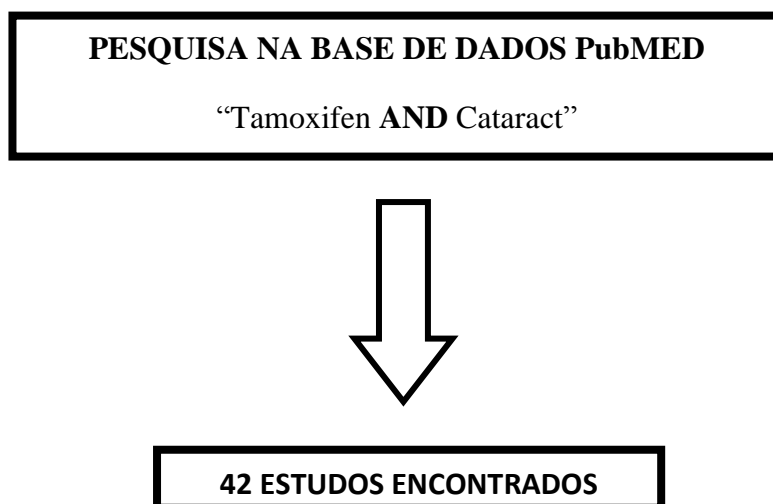 PESQUISA NA BASE DE DADOS PubMED
“Tamoxifen AND Cataract”
42 ESTUDOS ENCONTRADOS